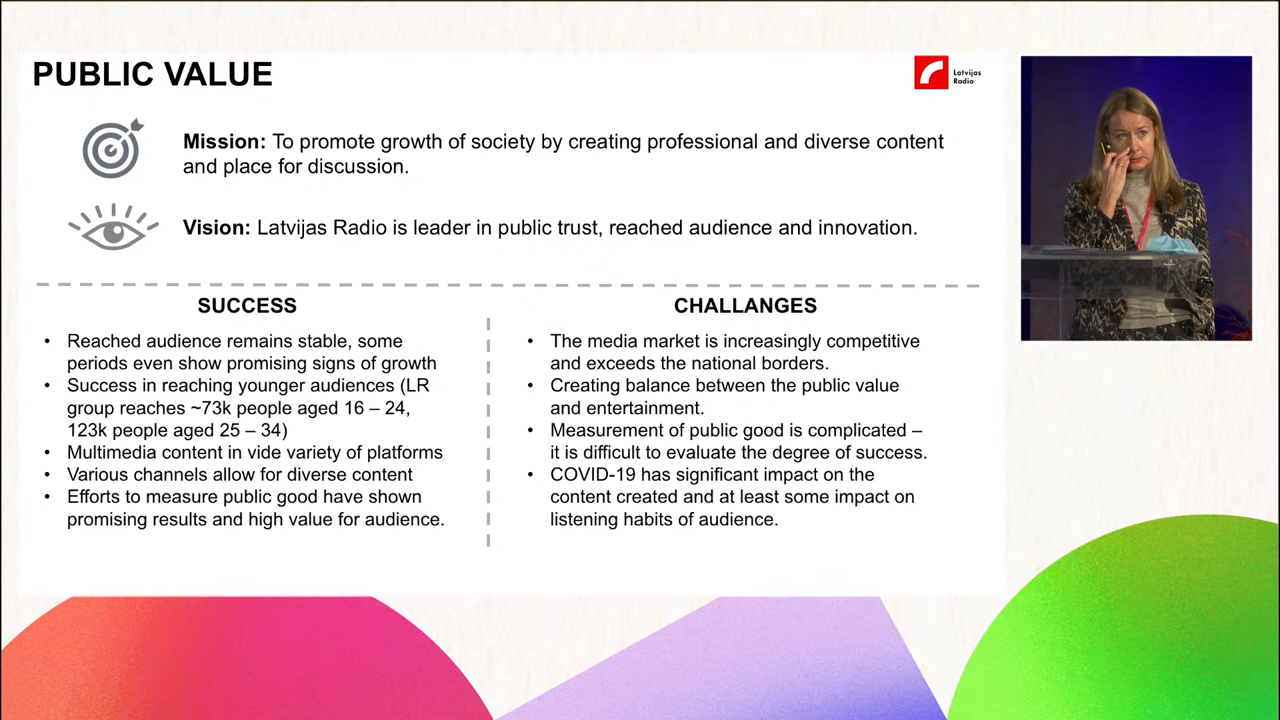 PUBLIC VALUE
Latvijas
Radio
Mission: To promote growth of society by creating professional and diverse content
and place for discussion.
Vision: Latvijas Radio is leader in public trust, reached audience and innovation.
SUCCESS
• Reached audience remains stable, some
periods even show promising signs of growth
• Success in reaching younger audiences (LR
group reaches ~73k people aged 16 – 24,
123k people aged 25 – 34)
• Multimedia content in vide variety of platforms
• Various channels allow for diverse content
• Efforts to measure public good have shown
promising results and high value for audience.
CHALLANGES
• The media market is increasingly competitive
and exceeds the national borders.
• Creating balance between the public value
and entertainment.
• Measurement of public good is complicated –
it is difficult to evaluate the degree of success.
• COVID-19 has significant impact on the
content created and at least some impact on
listening habits of audience.